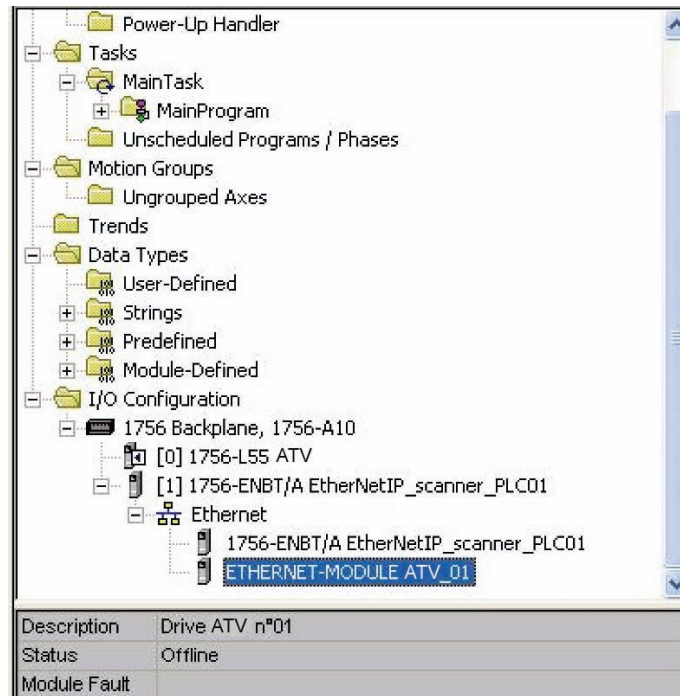 Power-Up Handler
Tasks
MainTask
MainProgram
Unscheduled Programs / Phases
Motion Groups
Ungrouped Axes
Trends
Data Types
User-Defined
Strings
Predefined
Module-Defined
I/O Configuration
1756 Backplane, 1756-A10
[0] 1756-L55 ATV
[1] 1756-ENBT/A EtherNetIP_scanner_PLC01
Ethernet
1756-ENBT/A EtherNetIP_scanner_PLC01
ETHERNET-MODULE ATV_01
Description Drive ATV n°01
Status Offline
Module Fault